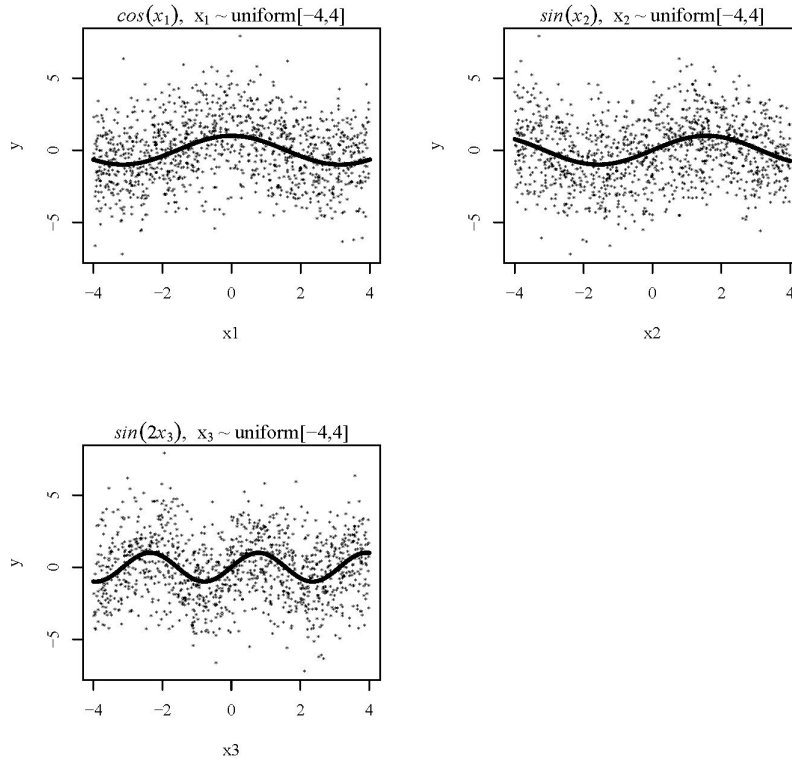 cos(x₁), x₁ ~ uniform[−4,4]
y
5
0
−5
−4
−2
0
2
4
x1
sin(x₂), x₂ ~ uniform[−4,4]
y
5
0
−5
−4
−2
0
2
4
x2
sin(2x₃), x₃ ~ uniform[−4,4]
y
5
0
−5
−4
−2
0
2
4
x3